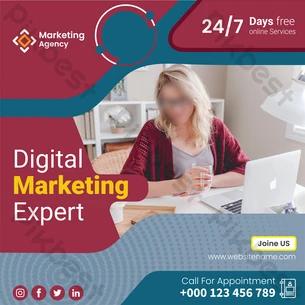 Marketing
Agency
24/7
Days free
online Services
Digital
Marketing
Expert
Joine US
www.websitename.com
Call For Appointment
+000 123 456 789
pikbest